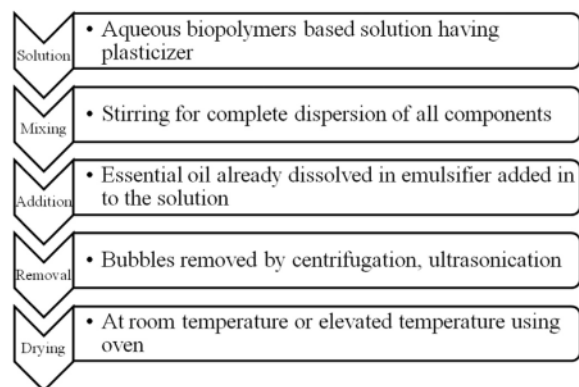 Solution
• Aqueous biopolymers based solution having
plasticizer
Mixing
• Stirring for complete dispersion of all components
Addition
• Essential oil already dissolved in emulsifier added in
to the solution
Removal
• Bubbles removed by centrifugation, ultrasonication
Drying
• At room temperature or elevated temperature using
oven